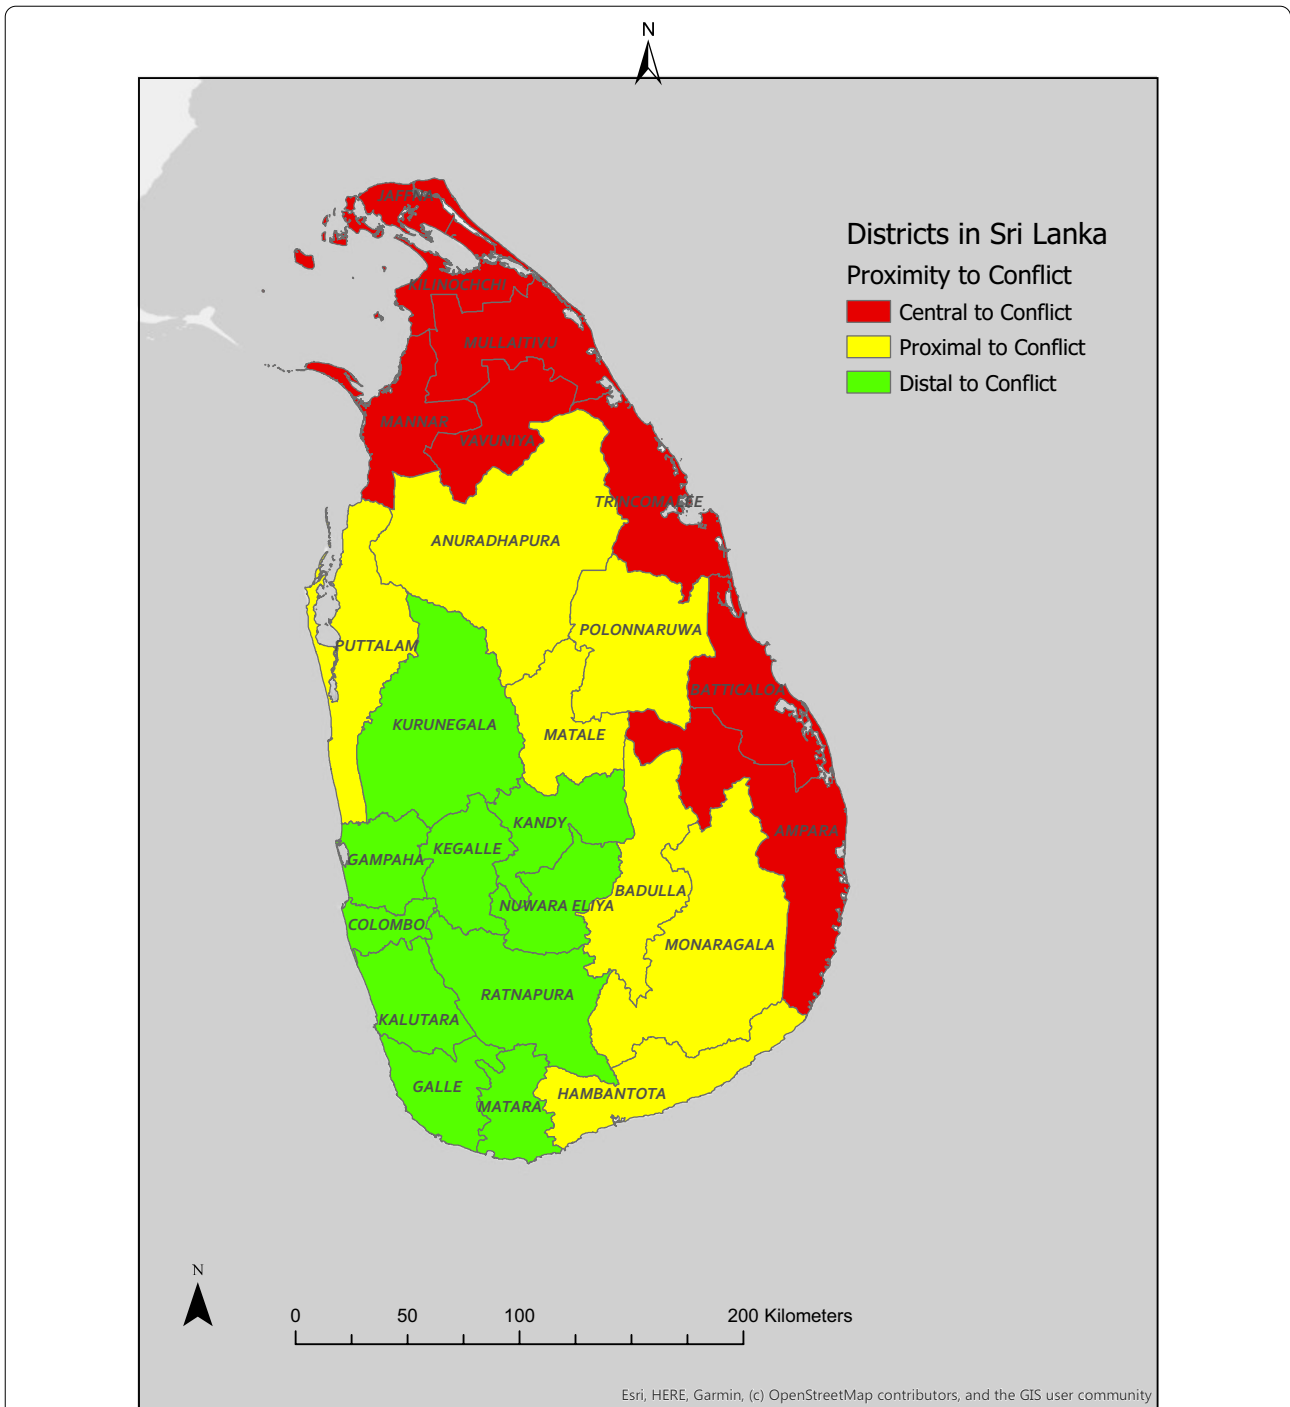 N
Districts in Sri Lanka
Proximity to Conflict
Central to Conflict
Proximal to Conflict
Distal to Conflict
JAFFNA
KILINOCHCHI
MULLAITIVU
MANNAR
VAVUNIYA
TRINCOMALEE
ANURADHAPURA
POLONNARUWA
PUTTALAM
BATTICALOA
KURUNEGALA
MATALE
KANDY
AMPARA
KEGALLE
GAMPAHA
BADULLA
NUWARA ELIYA
COLOMBO
MONARAGALA
RATNAPURA
KALUTARA
GALLE
HAMBANTOTA
MATARA
N
0 50 100 200 Kilometers
Esri, HERE, Garmin, (c) OpenStreetMap contributors, and the GIS user community